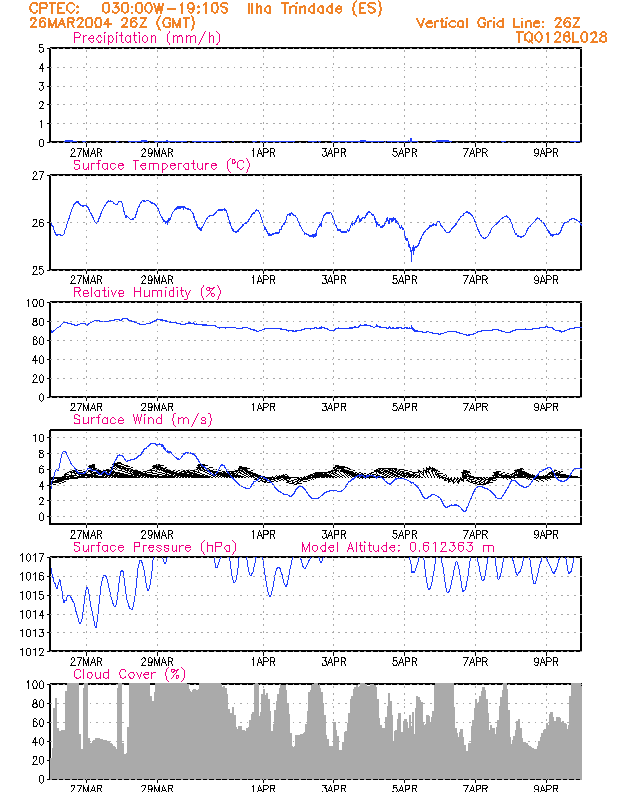 CPTEC: 030:00W-19:10S Ilha Trindade (ES)
26MAR2004 26Z (GMT) Vertical Grid Line: 26Z
Precipitation (mm/h) TQ0126L028
5
4
3
2
1
0
27MAR 29MAR 1APR 3APR 5APR 7APR 9APR
Surface Temperature (ºC)
27
26
25
27MAR 29MAR 1APR 3APR 5APR 7APR 9APR
Relative Humidity (%)
100
80
60
40
20
0
27MAR 29MAR 1APR 3APR 5APR 7APR 9APR
Surface Wind (m/s)
10
8
6
4
2
0
27MAR 29MAR 1APR 3APR 5APR 7APR 9APR
Surface Pressure (hPa) Model Altitude: 0.612363 m
1017
1016
1015
1014
1013
1012
27MAR 29MAR 1APR 3APR 5APR 7APR 9APR
Cloud Cover (%)
100
80
60
40
20
0
27MAR 29MAR 1APR 3APR 5APR 7APR 9APR